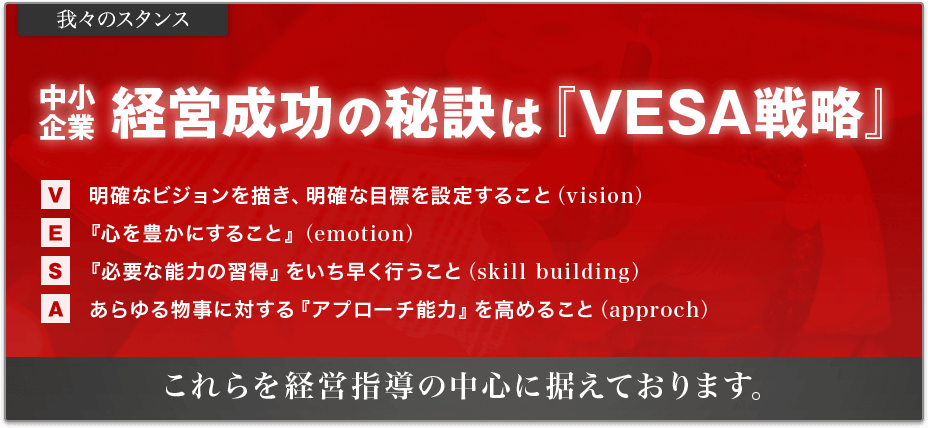 我々のスタンス
中小企業 経営成功の秘訣は『VESA戦略』
V 明確なビジョンを描き、明確な目標を設定すること（vision）
E 『心を豊かにすること』（emotion）
S 『必要な能力の習得』をいち早く行うこと（skill building）
A あらゆる物事に対する『アプローチ能力』を高めること（approch）
これらを経営指導の中心に据えております。